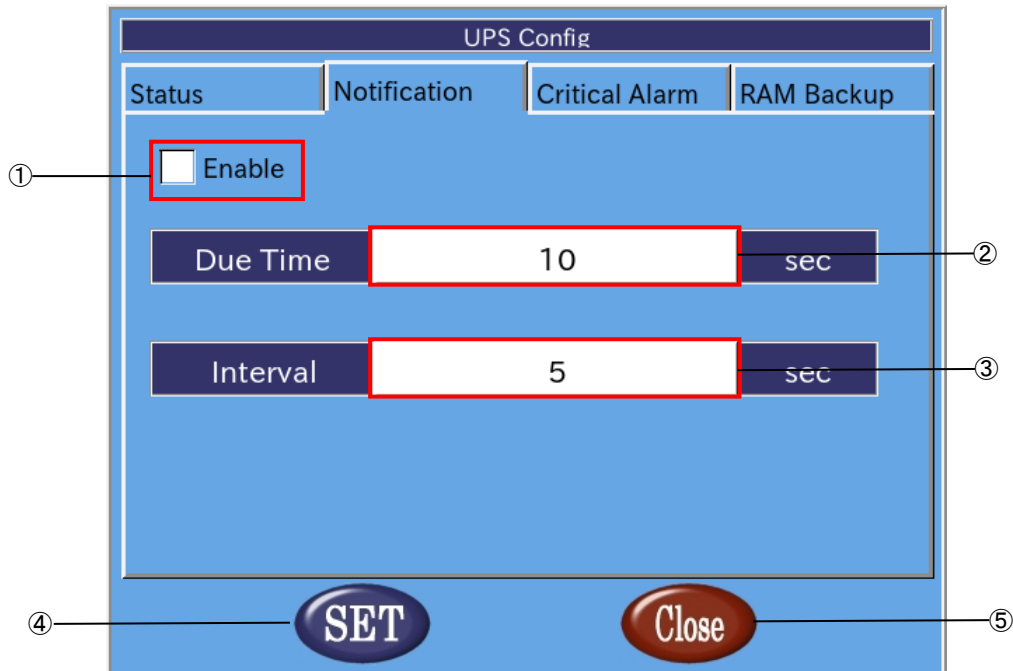 UPS Config
Status Notification Critical Alarm RAM Backup
① Enable
Due Time 10 sec ②
Interval 5 sec ③
④ SET Close ⑤